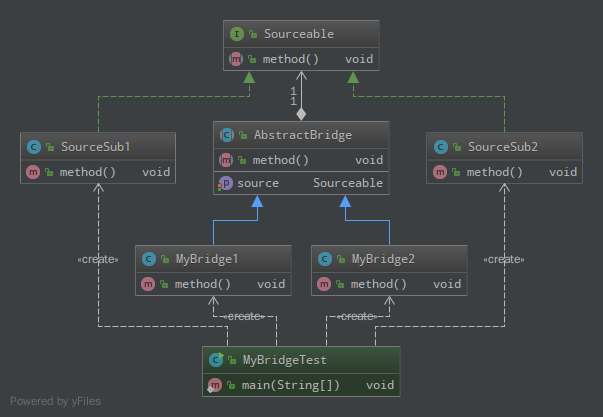 I Sourceable
m method() void
1
1
C AbstractBridge
m method() void
p source Sourceable
C SourceSub1
m method() void
C SourceSub2
m method() void
C MyBridge1
m method() void
C MyBridge2
m method() void
«create»
«create»
«create»
«create»
C MyBridgeTest
m main(String[]) void
Powered by yFiles